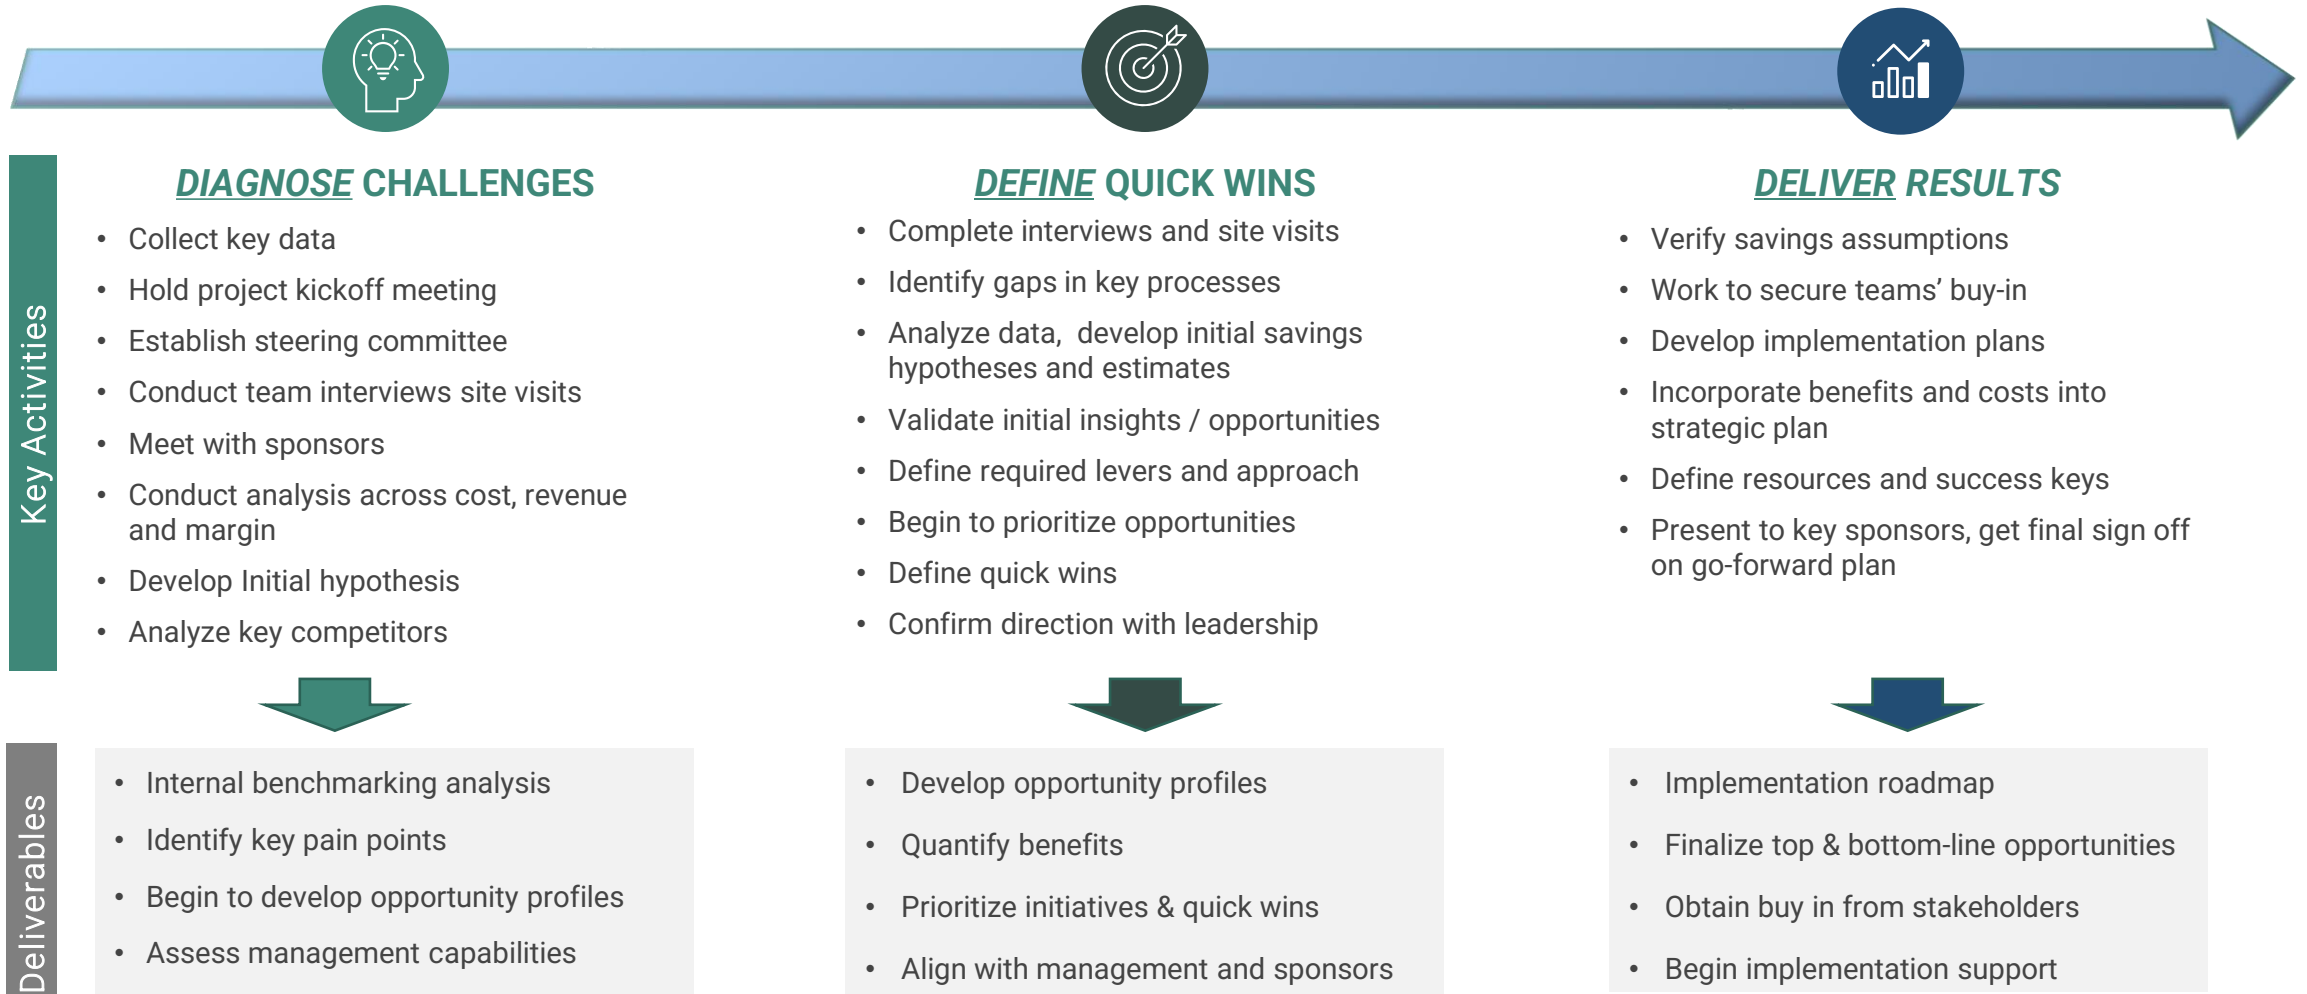 DIAGNOSE CHALLENGES
DEFINE QUICK WINS
DELIVER RESULTS
Key Activities
• Collect key data
• Hold project kickoff meeting
• Establish steering committee
• Conduct team interviews site visits
• Meet with sponsors
• Conduct analysis across cost, revenue
and margin
• Develop Initial hypothesis
• Analyze key competitors
• Complete interviews and site visits
• Identify gaps in key processes
• Analyze data,  develop initial savings
hypotheses and estimates
• Validate initial insights / opportunities
• Define required levers and approach
• Begin to prioritize opportunities
• Define quick wins
• Confirm direction with leadership
• Verify savings assumptions
• Work to secure teams’ buy-in
• Develop implementation plans
• Incorporate benefits and costs into
strategic plan
• Define resources and success keys
• Present to key sponsors, get final sign off
on go-forward plan
Deliverables
• Internal benchmarking analysis
• Identify key pain points
• Begin to develop opportunity profiles
• Assess management capabilities
• Develop opportunity profiles
• Quantify benefits
• Prioritize initiatives & quick wins
• Align with management and sponsors
• Implementation roadmap
• Finalize top & bottom-line opportunities
• Obtain buy in from stakeholders
• Begin implementation support